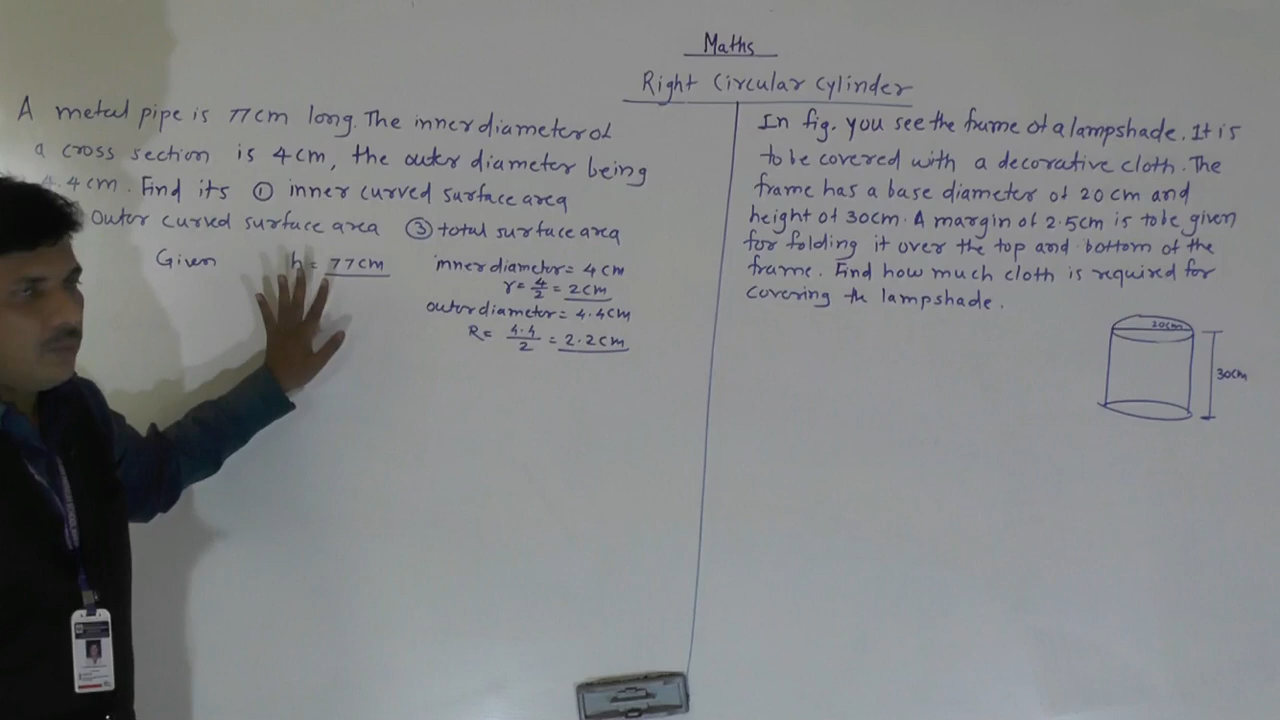 Maths
Right Circular Cylinder
A metal pipe is 77cm long. The inner diameter of
a cross section is 4cm, the outer diameter being
4.4cm. Find its ① inner curved surface area
Outer curved surface area ③ total surface area
Given h = 77cm
inner diameter = 4cm
r = 4/2 = 2cm
outer diameter = 4.4cm
R = 4.4/2 = 2.2cm
In fig. you see the frame of a lampshade. It is
to be covered with a decorative cloth. The
frame has a base diameter of 20cm and
height of 30cm. A margin of 2.5cm is to be given
for folding it over the top and bottom of the
frame. Find how much cloth is required for
covering the lampshade.
20cm
30cm